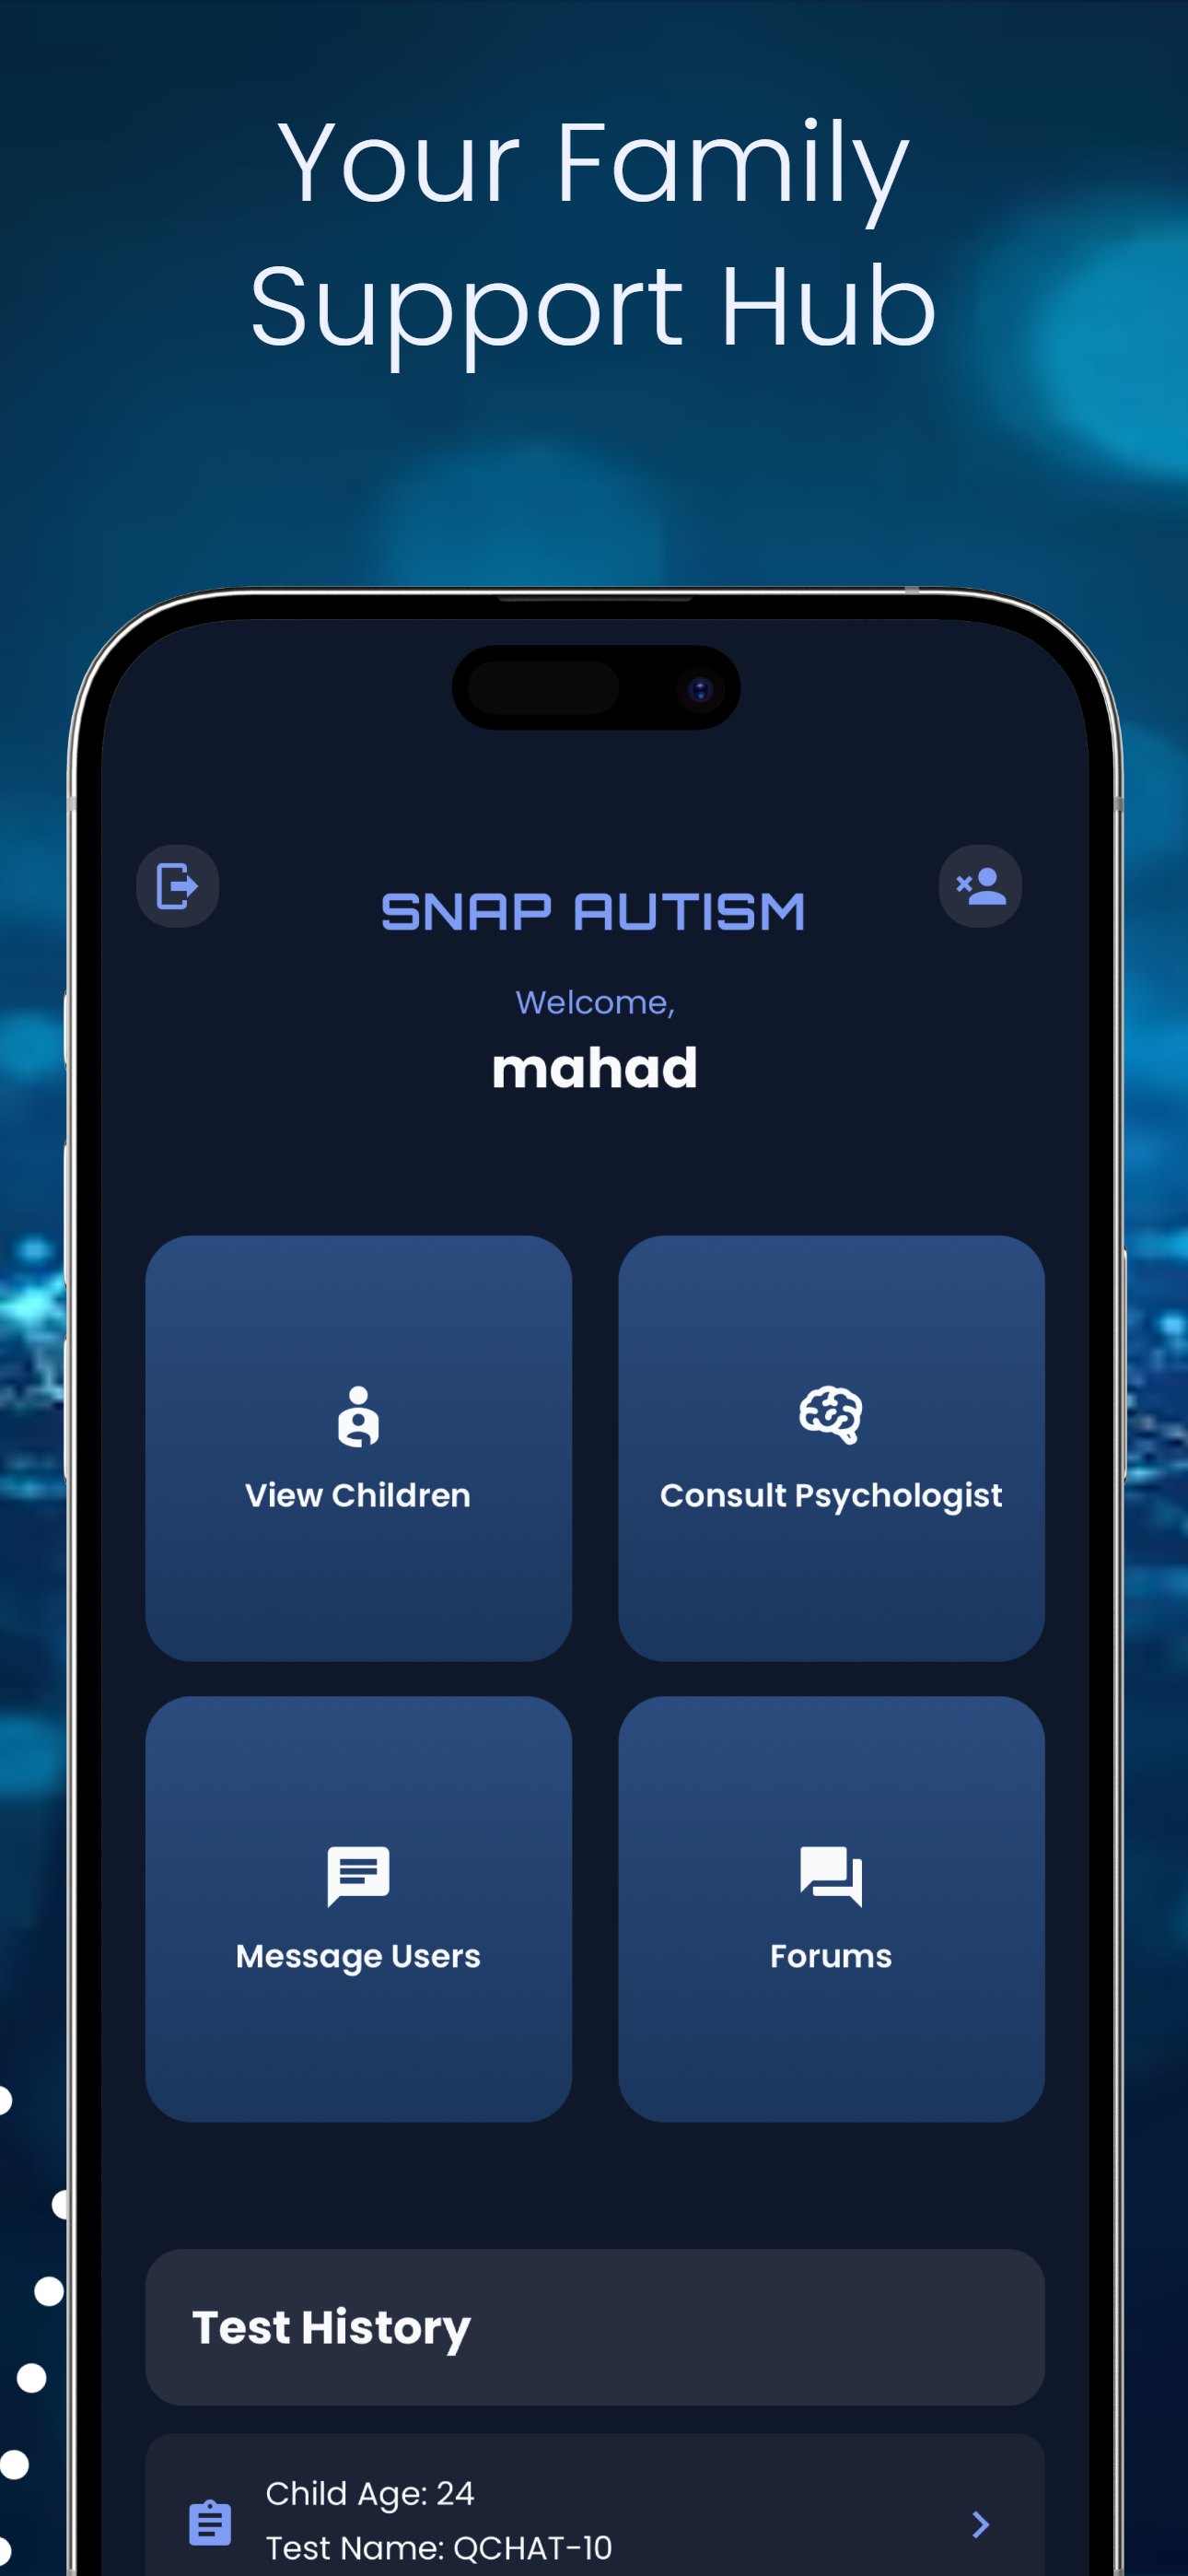 Your Family
Support Hub
SNAP AUTISM
Welcome,
mahad
View Children
Consult Psychologist
Message Users
Forums
Test History
Child Age: 24
Test Name: QCHAT-10